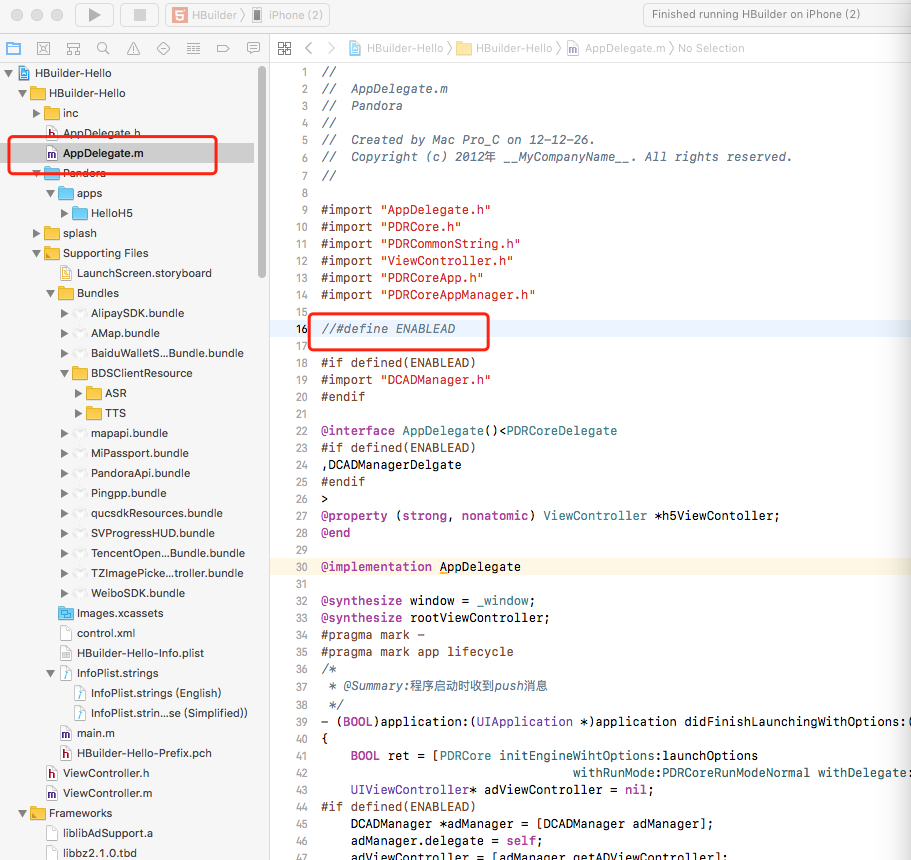 HBuilder
iPhone (2)
Finished running HBuilder on iPhone (2)
HBuilder-Hello
HBuilder-Hello
AppDelegate.m
No Selection
HBuilder-Hello
HBuilder-Hello
inc
AppDelegate.h
AppDelegate.m
Pandora
apps
HelloH5
splash
Supporting Files
LaunchScreen.storyboard
Bundles
AlipaySDK.bundle
AMap.bundle
BaiduWalletS...Bundle.bundle
BDSClientResource
ASR
TTS
mapapi.bundle
MiPassport.bundle
PandoraApi.bundle
Pingpp.bundle
qucsdkResources.bundle
SVProgressHUD.bundle
TencentOpen...Bundle.bundle
TZImagePicke...troller.bundle
WeiboSDK.bundle
Images.xcassets
control.xml
HBuilder-Hello-Info.plist
InfoPlist.strings
InfoPlist.strings (English)
InfoPlist.strin...se (Simplified))
main.m
HBuilder-Hello-Prefix.pch
ViewController.h
ViewController.m
Frameworks
liblibAdSupport.a
libbz2.1.0.tbd
1 //
2 // AppDelegate.m
3 // Pandora
4 //
5 // Created by Mac Pro_C on 12-12-26.
6 // Copyright (c) 2012年 __MyCompanyName__. All rights reserved.
7 //
8
9 #import "AppDelegate.h"
10 #import "PDRCore.h"
11 #import "PDRCommonString.h"
12 #import "ViewController.h"
13 #import "PDRCoreApp.h"
14 #import "PDRCoreAppManager.h"
15
16 //#define ENABLEAD
17
18 #if defined(ENABLEAD)
19 #import "DCADManager.h"
20 #endif
21
22 @interface AppDelegate()<PDRCoreDelegate
23 #if defined(ENABLEAD)
24 ,DCADManagerDelgate
25 #endif
26 >
27 @property (strong, nonatomic) ViewController *h5ViewContoller;
28 @end
29
30 @implementation AppDelegate
31
32 @synthesize window = _window;
33 @synthesize rootViewController;
34 #pragma mark -
35 #pragma mark app lifecycle
36 /*
37 * @Summary:程序启动时收到push消息
38 */
39 - (BOOL)application:(UIApplication *)application didFinishLaunchingWithOptions:(
40 {
41 BOOL ret = [PDRCore initEngineWihtOptions:launchOptions
42 withRunMode:PDRCoreRunModeNormal withDelegate:
43 UIViewController* adViewController = nil;
44 #if defined(ENABLEAD)
45 DCADManager *adManager = [DCADManager adManager];
46 adManager.delegate = self;
47 adViewController = [adManager getADViewController];